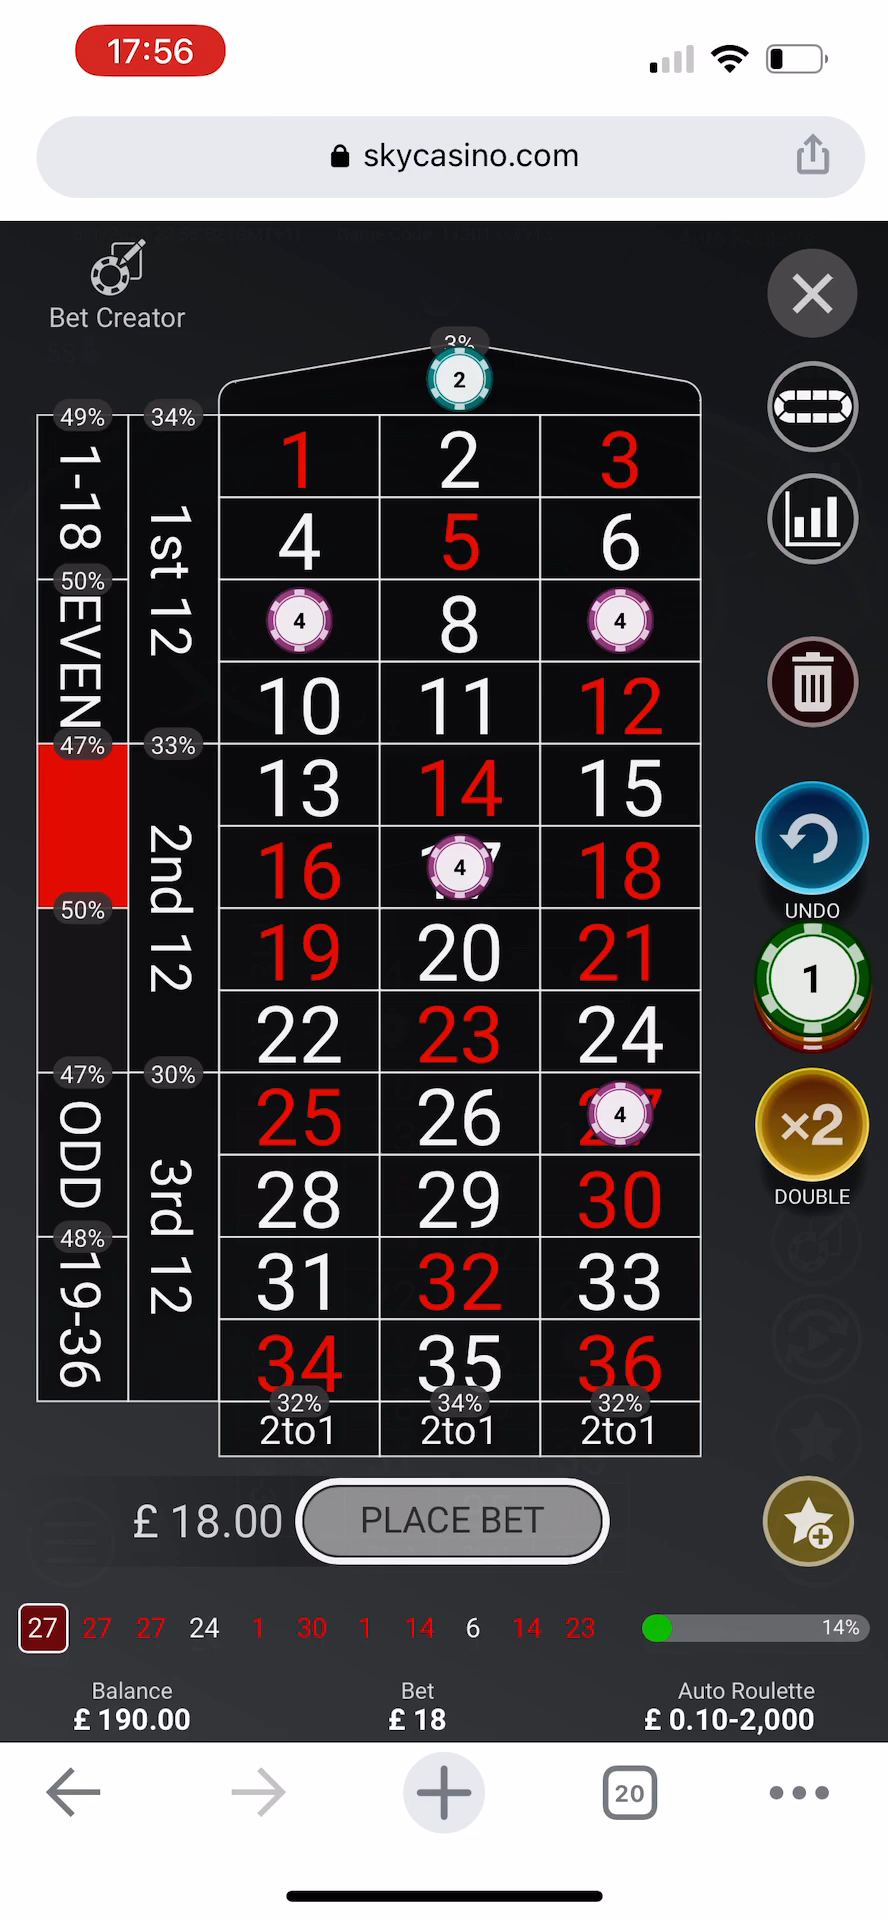 17:56
skycasino.com
Bet Creator
3%
2
49% 34%
1 2 3
4 5 6
1-18
1st 12
50%
EVEN
4 8 4
10 11 12
47% 33%
13 14 15
16 4 18
2nd 12
50%
19 20 21
22 23 24
47% 30%
25 26 4
ODD
3rd 12
28 29 30
48%
19-36
31 32 33
34 35 36
32% 34% 32%
2to1 2to1 2to1
UNDO
1
×2
DOUBLE
£ 18.00 PLACE BET
27 27 27 24 1 30 1 14 6 14 23 14%
Balance Bet Auto Roulette
£ 190.00 £ 18 £ 0.10-2,000
20